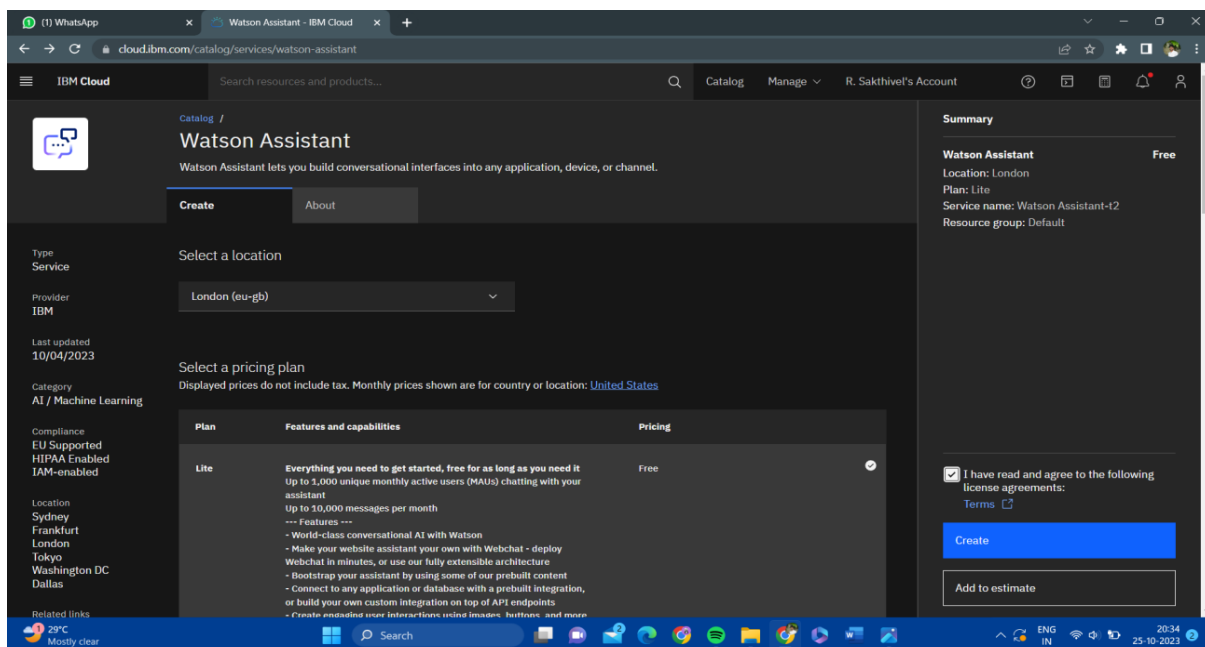 (1) WhatsApp
Watson Assistant - IBM Cloud
cloud.ibm.com/catalog/services/watson-assistant
IBM Cloud
Search resources and products...
Catalog
Manage
R. Sakthivel's Account
Catalog /
Watson Assistant
Watson Assistant lets you build conversational interfaces into any application, device, or channel.
Create
About
Type
Service
Provider
IBM
Last updated
10/04/2023
Category
AI / Machine Learning
Compliance
EU Supported
HIPAA Enabled
IAM-enabled
Location
Sydney
Frankfurt
London
Tokyo
Washington DC
Dallas
Related links
Select a location
London (eu-gb)
Select a pricing plan
Displayed prices do not include tax. Monthly prices shown are for country or location: United States
Plan
Features and capabilities
Pricing
Lite
Everything you need to get started, free for as long as you need it
Up to 1,000 unique monthly active users (MAUs) chatting with your
assistant
Up to 10,000 messages per month
--- Features ---
- World-class conversational AI with Watson
- Make your website assistant your own with Webchat - deploy
Webchat in minutes, or use our fully extensible architecture
- Bootstrap your assistant by using some of our prebuilt content
- Connect to any application or database with a prebuilt integration,
or build your own custom integration on top of API endpoints
- Create engaging user interactions using images, buttons, and more
Free
Summary
Watson Assistant
Free
Location: London
Plan: Lite
Service name: Watson Assistant-t2
Resource group: Default
I have read and agree to the following
license agreements:
Terms
Create
Add to estimate
1
29°C
Mostly clear
Search
2
ENG
IN
20:34
25-10-2023
2